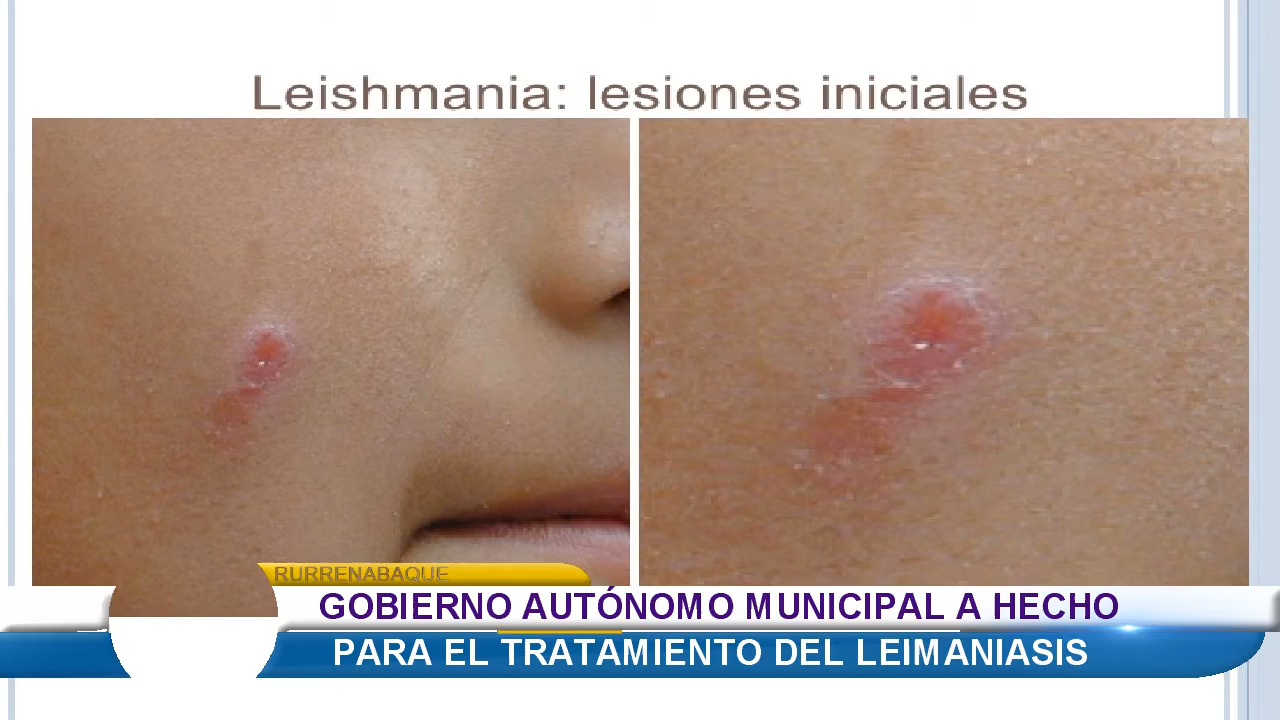 Leishmania: lesiones iniciales
RURRENABAQUE
GOBIERNO AUTÓNOMO MUNICIPAL A HECHO
PARA EL TRATAMIENTO DEL LEIMANIASIS